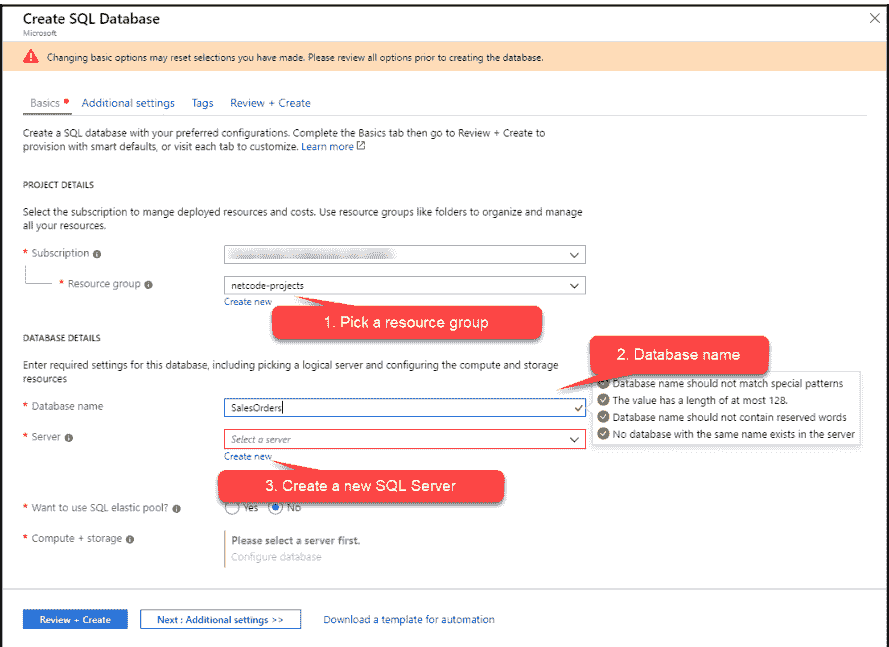 Create SQL Database
Microsoft
Changing basic options may reset selections you have made. Please review all options prior to creating the database.
Basics Additional settings Tags Review + Create
Create a SQL database with your preferred configurations. Complete the Basics tab then go to Review + Create to
provision with smart defaults, or visit each tab to customize. Learn more
PROJECT DETAILS
Select the subscription to mange deployed resources and costs. Use resource groups like folders to organize and manage
all your resources.
* Subscription
* Resource group
netcode-projects
Create new
1. Pick a resource group
DATABASE DETAILS
Enter required settings for this database, including picking a logical server and configuring the compute and storage
resources
2. Database name
Database name should not match special patterns
The value has a length of at most 128.
Database name should not contain reserved words
No database with the same name exists in the server
* Database name
SalesOrders
* Server
Select a server
Create new
3. Create a new SQL Server
* Want to use SQL elastic pool?
Yes No
* Compute + storage
Please select a server first.
Configure database
Review + Create
Next : Additional settings >>
Download a template for automation